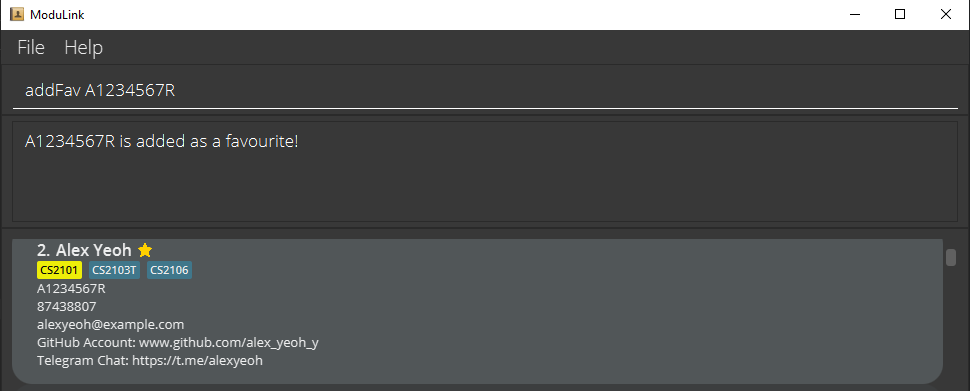 ModuLink
File Help
addFav A1234567R
A1234567R is added as a favourite!
2. Alex Yeoh
CS2101 CS2103T CS2106
A1234567R
87438807
alexyeoh@example.com
GitHub Account: www.github.com/alex_yeoh_y
Telegram Chat: https://t.me/alexyeoh